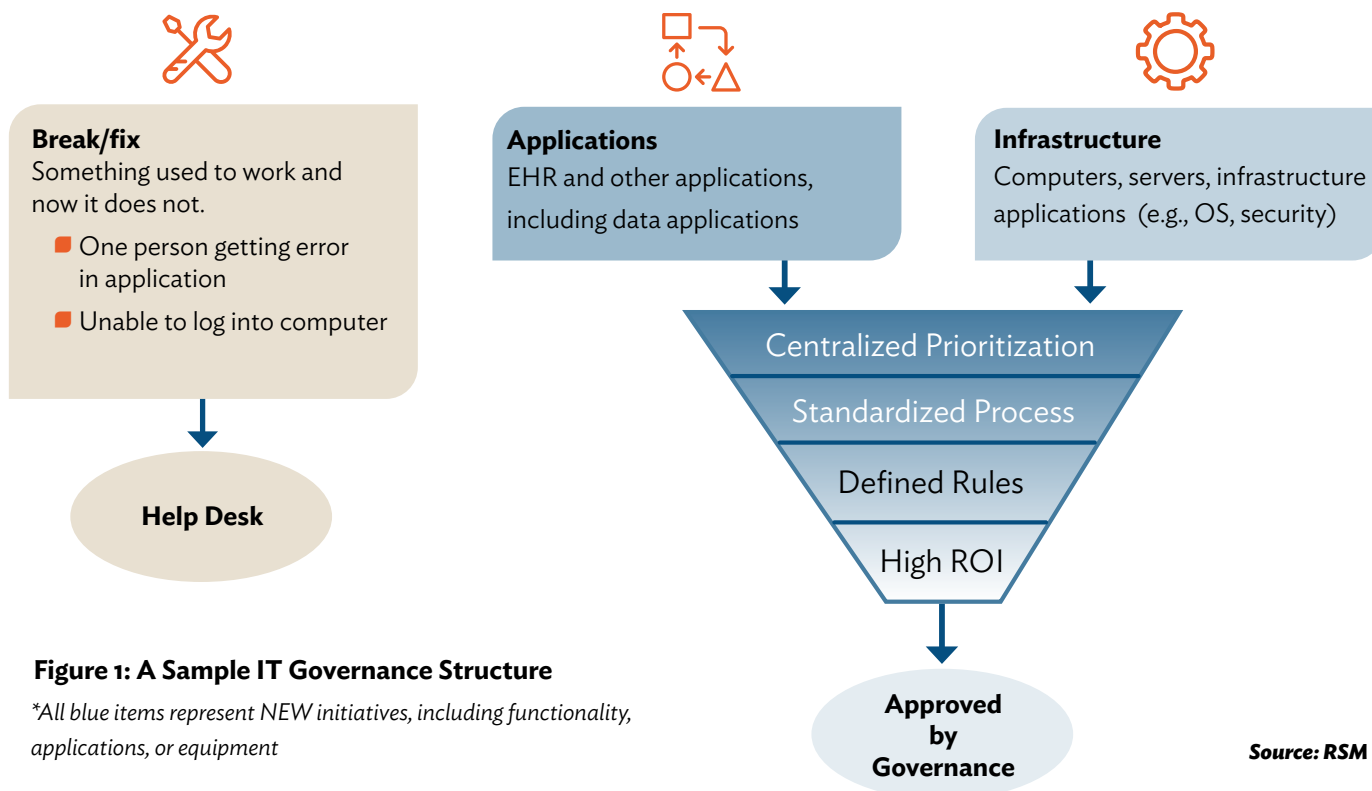 Break/fix
Something used to work and
now it does not.
One person getting error
in application
Unable to log into computer
Help Desk
Applications
EHR and other applications,
including data applications
Infrastructure
Computers, servers, infrastructure
applications (e.g., OS, security)
Centralized Prioritization
Standardized Process
Defined Rules
High ROI
Approved
by
Governance
Figure 1: A Sample IT Governance Structure
*All blue items represent NEW initiatives, including functionality,
applications, or equipment
Source: RSM